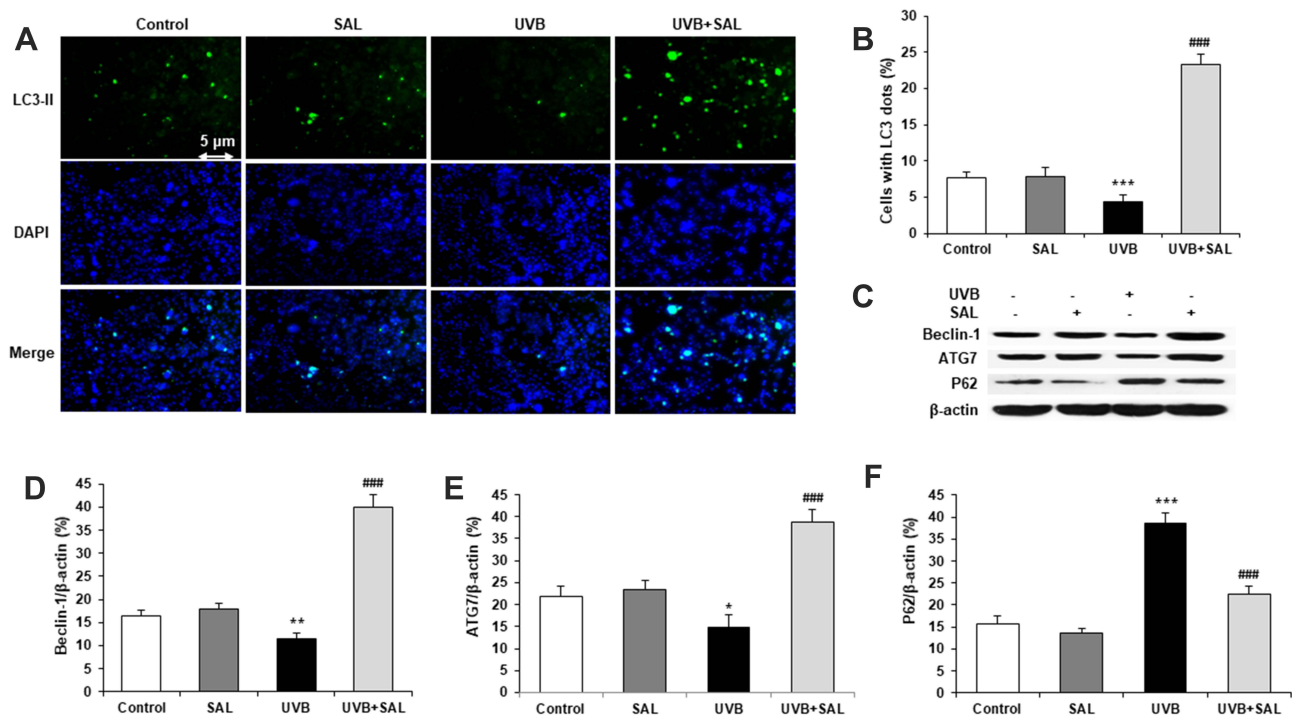 A
Control SAL UVB UVB+SAL
LC3-II
5 µm
DAPI
Merge
B
Cells with LC3 dots (%)
30
25
20
15
10
5
0
***
###
Control SAL UVB UVB+SAL
C
UVB - - + -
SAL - + - +
Beclin-1
ATG7
P62
β-actin
D
Beclin-1/β-actin (%)
45
40
35
30
25
20
15
10
5
0
**
###
Control SAL UVB UVB+SAL
E
ATG7/β-actin (%)
45
40
35
30
25
20
15
10
5
0
*
###
Control SAL UVB UVB+SAL
F
P62/β-actin (%)
45
40
35
30
25
20
15
10
5
0
***
###
Control SAL UVB UVB+SAL